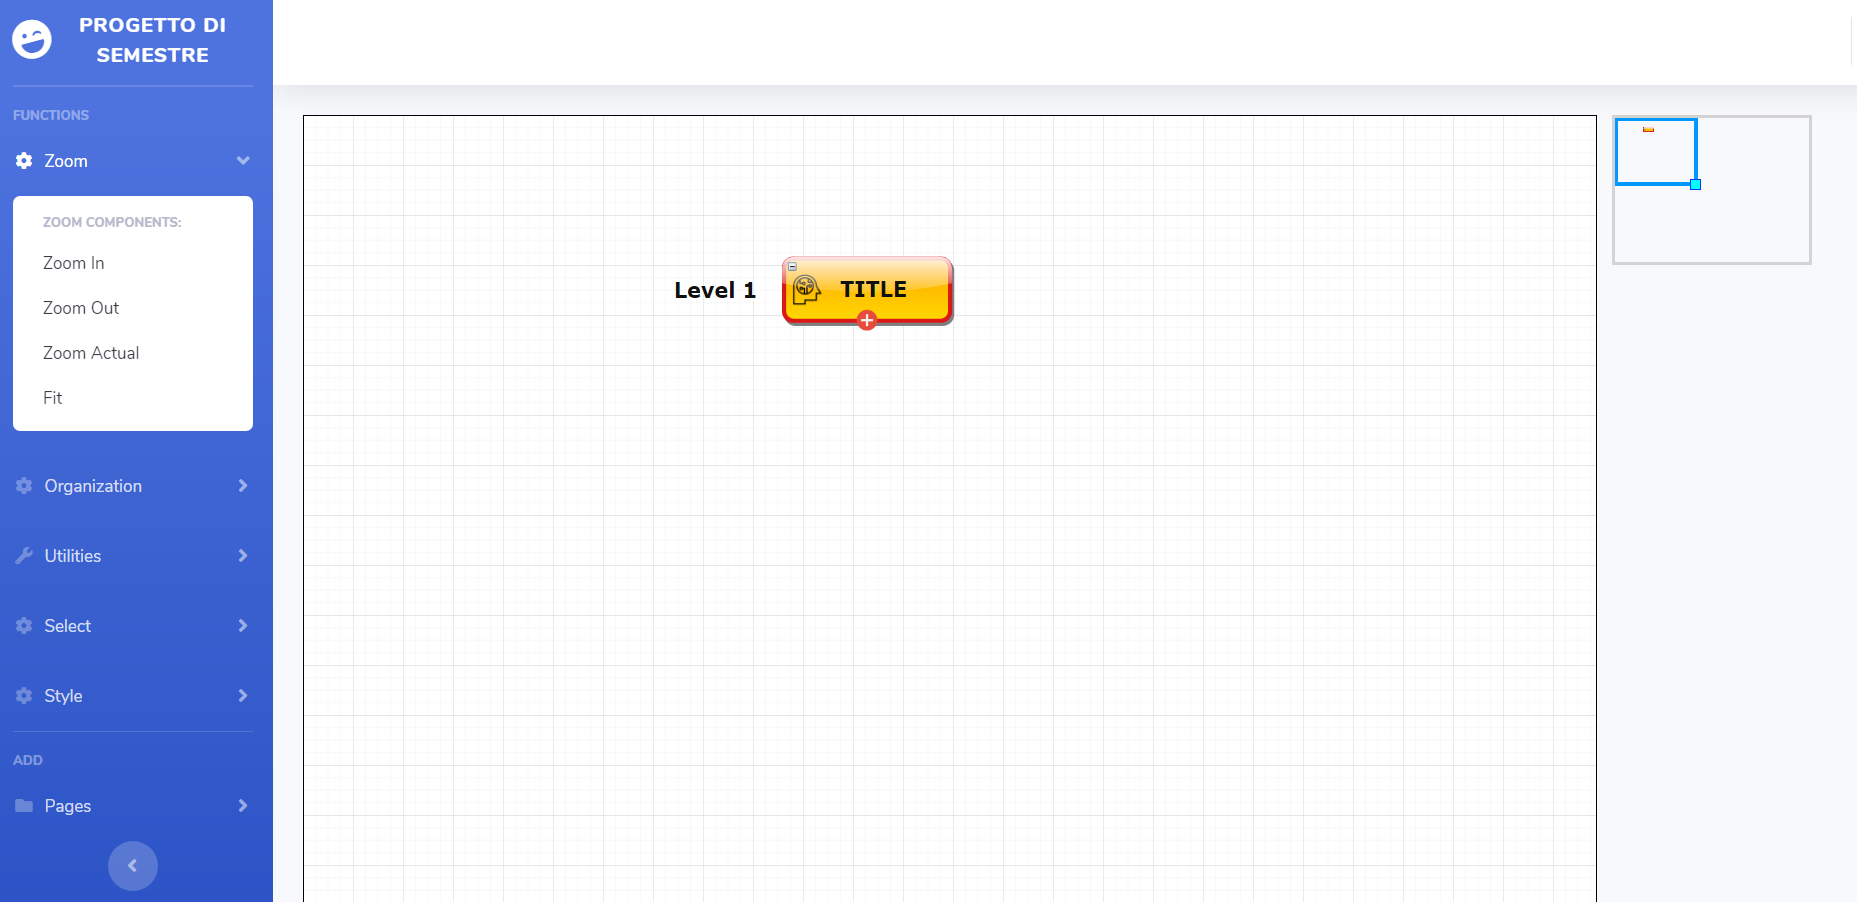 PROGETTO DI
SEMESTRE
FUNCTIONS
Zoom
ZOOM COMPONENTS:
Zoom In
Zoom Out
Zoom Actual
Fit
Organization
Utilities
Select
Style
ADD
Pages
Level 1
TITLE